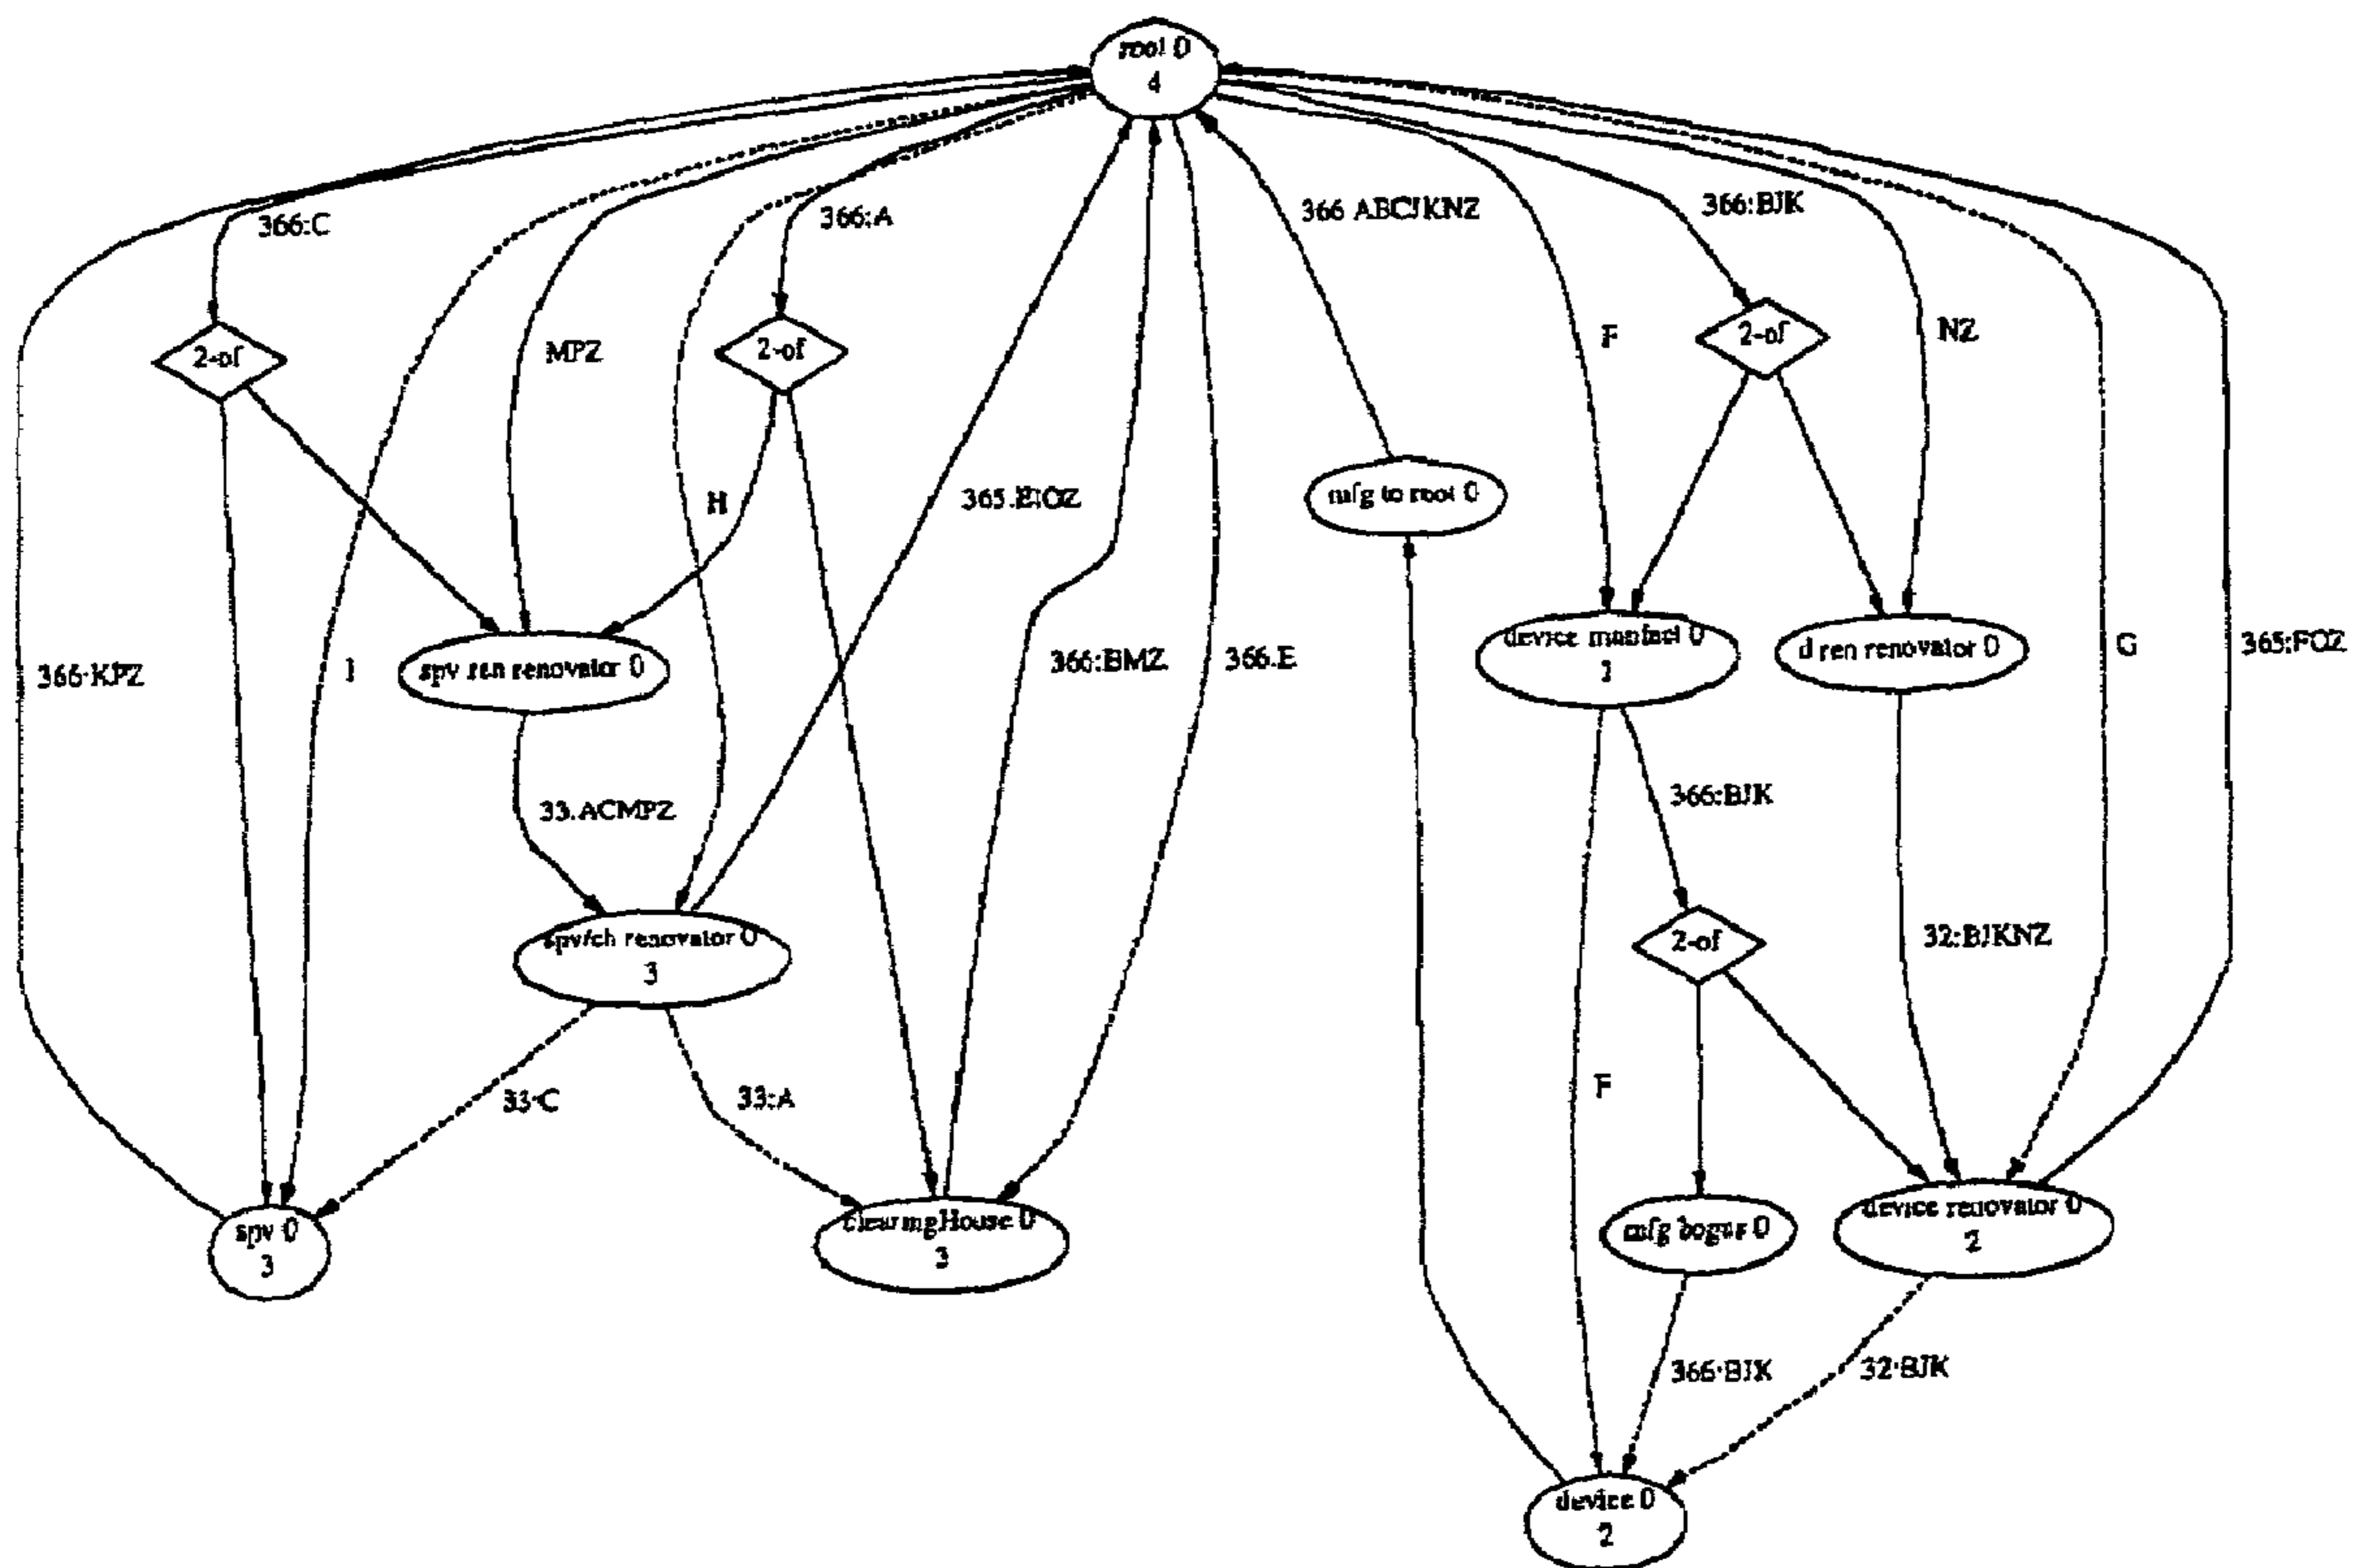 root 0
4
366:C
366:A
366 ABCJKNZ
366:BJK
F
NZ
MPZ
2-of
2-of
2-of
H
365.EIOZ
mfg to root 0
366:KPZ
I
spv ren renovator 0
366:BMZ
366.E
device manfact 0
1
d ren renovator 0
G
365:FOZ
33.ACMPZ
366:BJK
spv/ch renovator 0
3
2-of
32:BJKNZ
33:C
33:A
F
spv 0
3
clearingHouse 0
3
mfg bogus 0
device renovator 0
2
366:BJK
32:BJK
device 0
2